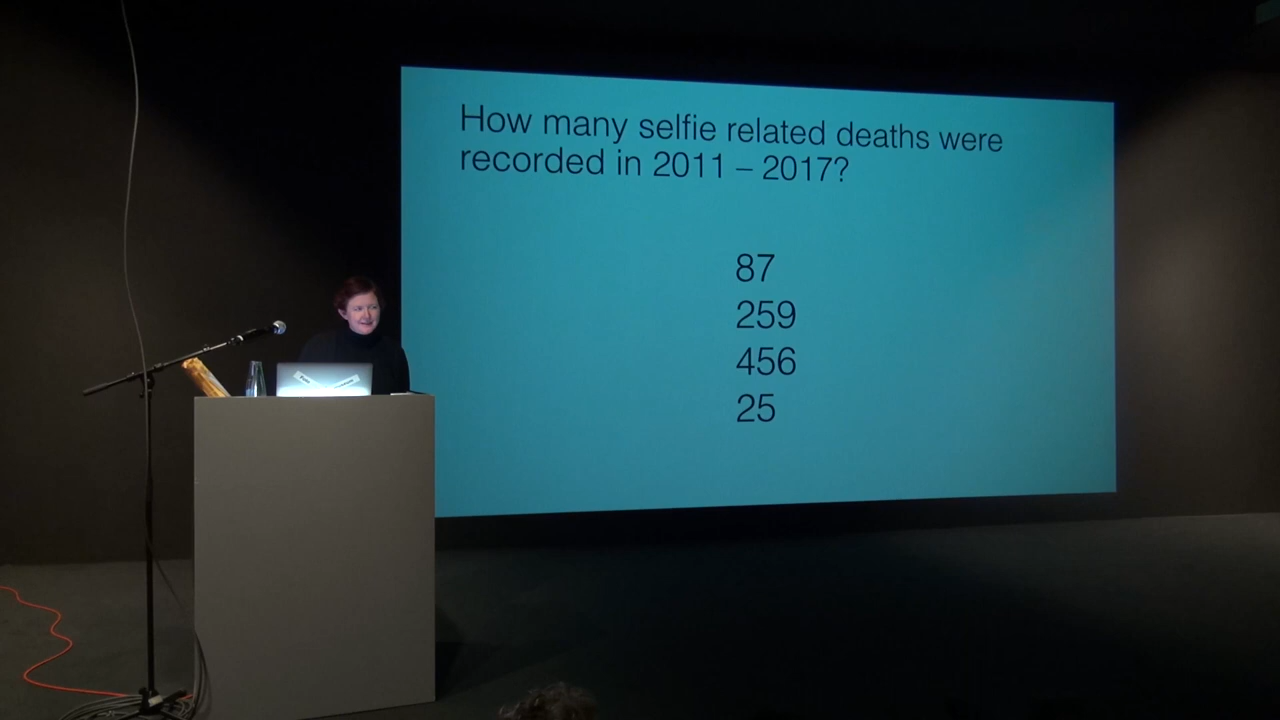 How many selfie related deaths were
recorded in 2011 – 2017?
87
259
456
25